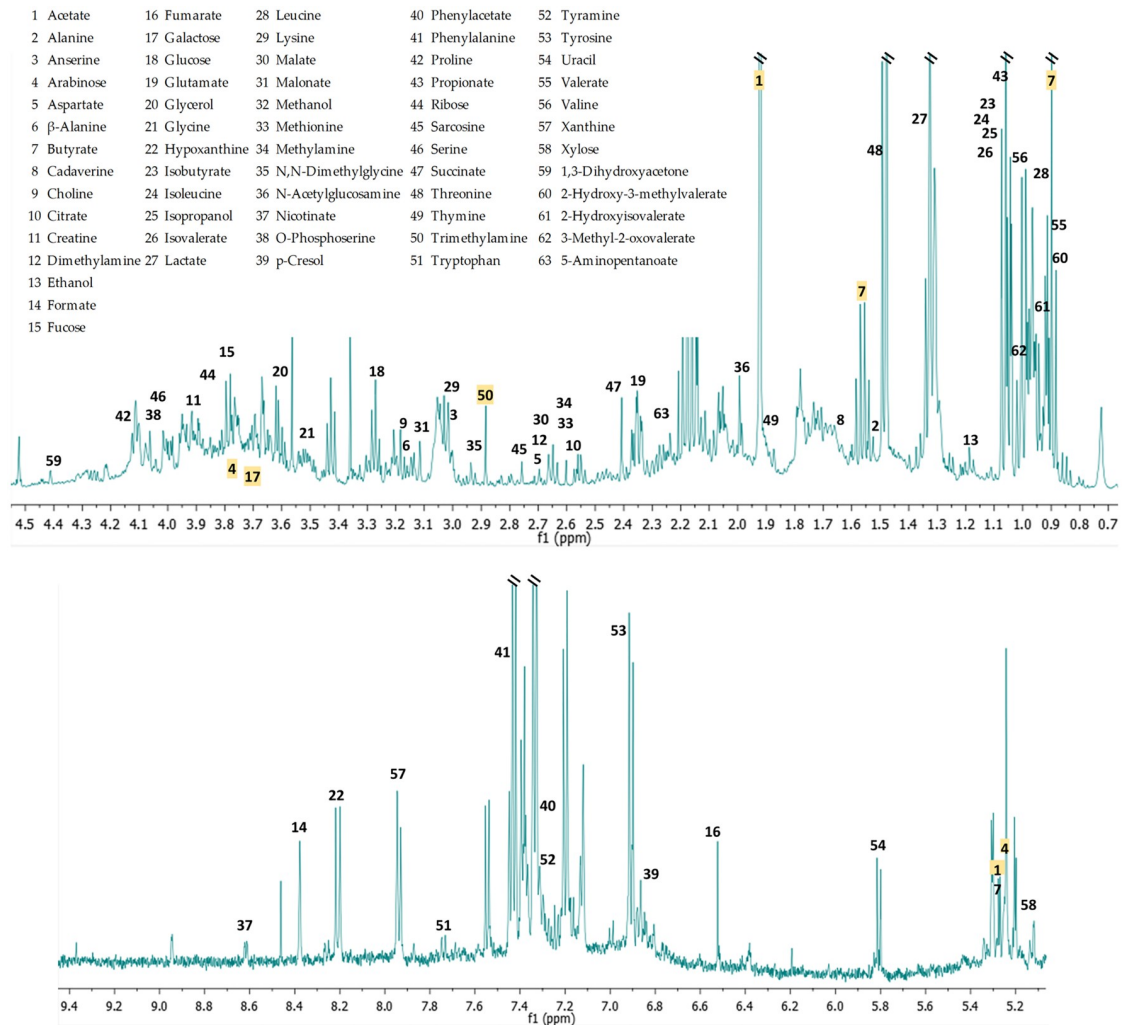 1 Acetate 16 Fumarate 28 Leucine 40 Phenylacetate 52 Tyramine
2 Alanine 17 Galactose 29 Lysine 41 Phenylalanine 53 Tyrosine
3 Anserine 18 Glucose 30 Malate 42 Proline 54 Uracil
4 Arabinose 19 Glutamate 31 Malonate 43 Propionate 55 Valerate
5 Aspartate 20 Glycerol 32 Methanol 44 Ribose 56 Valine
6 β-Alanine 21 Glycine 33 Methionine 45 Sarcosine 57 Xanthine
7 Butyrate 22 Hypoxanthine 34 Methylamine 46 Serine 58 Xylose
8 Cadaverine 23 Isobutyrate 35 N,N-Dimethylglycine 47 Succinate 59 1,3-Dihydroxyacetone
9 Choline 24 Isoleucine 36 N-Acetylglucosamine 48 Threonine 60 2-Hydroxy-3-methylvalerate
10 Citrate 25 Isopropanol 37 Nicotinate 49 Thymine 61 2-Hydroxyisovalerate
11 Creatine 26 Isovalerate 38 O-Phosphoserine 50 Trimethylamine 62 3-Methyl-2-oxovalerate
12 Dimethylamine 27 Lactate 39 p-Cresol 51 Tryptophan 63 5-Aminopentanoate
13 Ethanol
14 Formate
15 Fucose
1 43 7
23
24
27 25
48 26 56 28
55
60
7
61
15 62
44 20 18 29 50 47 19 36
46 34
42 38 11 9 31 3 30 33 49 8 2
21 6 35 45 12 10 63 13
59 4 17 5
4.5 4.4 4.3 4.2 4.1 4.0 3.9 3.8 3.7 3.6 3.5 3.4 3.3 3.2 3.1 3.0 2.9 2.8 2.7 2.6 2.5 2.4 2.3 2.2 2.1 2.0 1.9 1.8 1.7 1.6 1.5 1.4 1.3 1.2 1.1 1.0 0.9 0.8 0.7
f1 (ppm)
41 53
57
22 40
14 16 54 4
52 39 1
7
37 51 58
9.4 9.2 9.0 8.8 8.6 8.4 8.2 8.0 7.8 7.6 7.4 7.2 7.0 6.8 6.6 6.4 6.2 6.0 5.8 5.6 5.4 5.2
f1 (ppm)